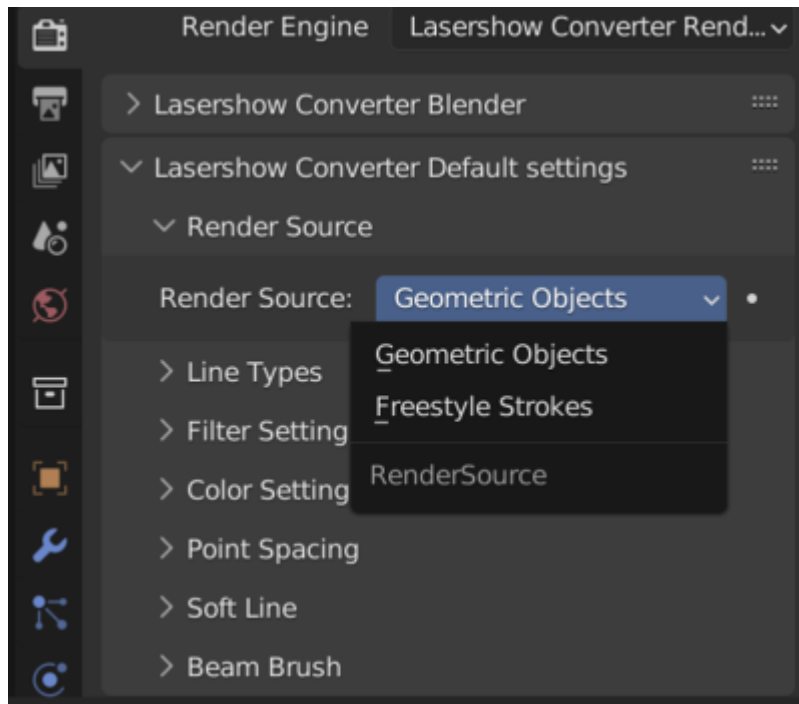 Render Engine Lasershow Converter Rend...
Lasershow Converter Blender
Lasershow Converter Default settings
Render Source
Render Source: Geometric Objects
Geometric Objects
Line Types
Freestyle Strokes
Filter Setting
RenderSource
Color Setting
Point Spacing
Soft Line
Beam Brush